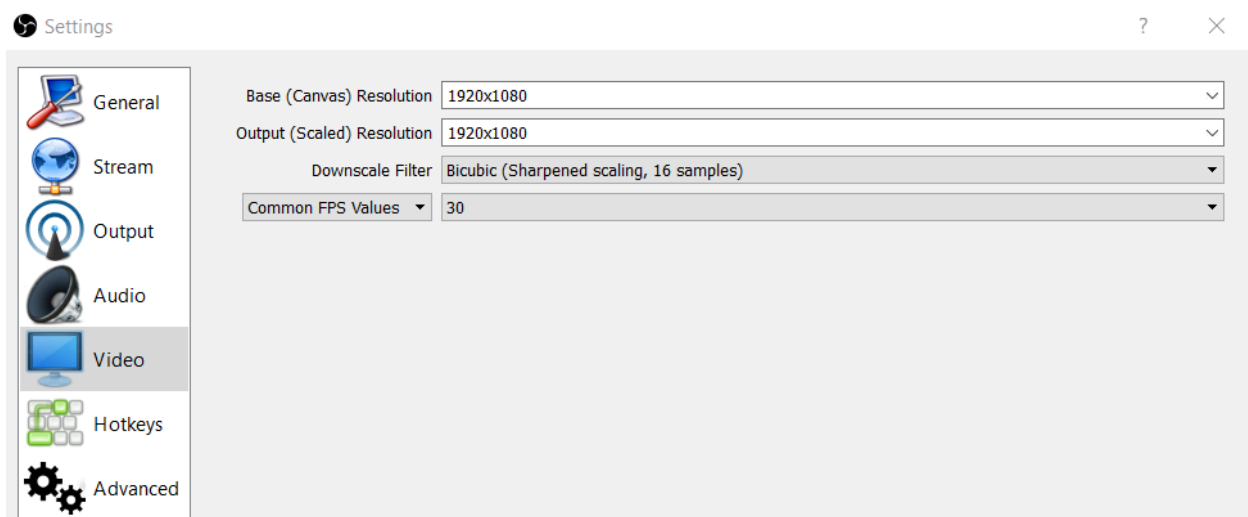 Settings
?
General
Stream
Output
Audio
Video
Hotkeys
Advanced
Base (Canvas) Resolution 1920x1080
Output (Scaled) Resolution 1920x1080
Downscale Filter Bicubic (Sharpened scaling, 16 samples)
Common FPS Values 30